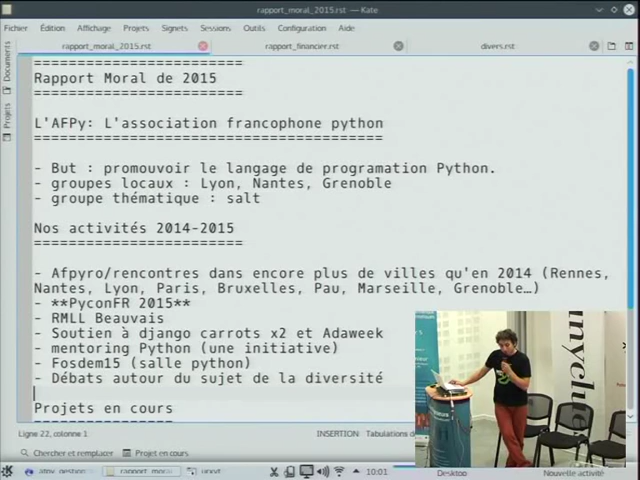 rapport_moral_2015.rst — Kate
Fichier Édition Affichage Projets Signets Sessions Outils Configuration Aide
rapport_moral_2015.rst rapport_financier.rst divers.rst
Documents
Projets
=======================
Rapport Moral de 2015
=======================
L'AFPy: L'association francophone python
========================================
- But : promouvoir le langage de programation Python.
- groupes locaux : Lyon, Nantes, Grenoble
- groupe thématique : salt
Nos activités 2014-2015
=======================
- Afpyro/rencontres dans encore plus de villes qu'en 2014 (Rennes,
Nantes, Lyon, Paris, Bruxelles, Pau, Marseille, Grenoble…)
- **PyconFR 2015**
- RMLL Beauvais
- Soutien à django carrots x2 et Adaweek
- mentoring Python (une initiative)
- Fosdem15 (salle python)
- Débats autour du sujet de la diversité
Projets en cours
================
Ligne 22, colonne 1 INSERTION Tabulations d
Chercher et remplacer Projet en cours
rapport_mora 10:01 Desktop Nouvelle activité